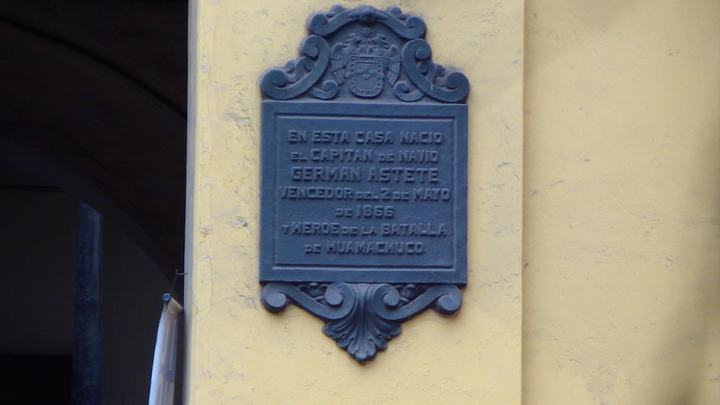 EN ESTA CASA NACIO
EL CAPITAN DE NAVIO
GERMAN ASTETE
VENCEDOR DEL 2 DE MAYO
DE 1866
Y HEROE DE LA BATALLA
DE HUAMACHUCO